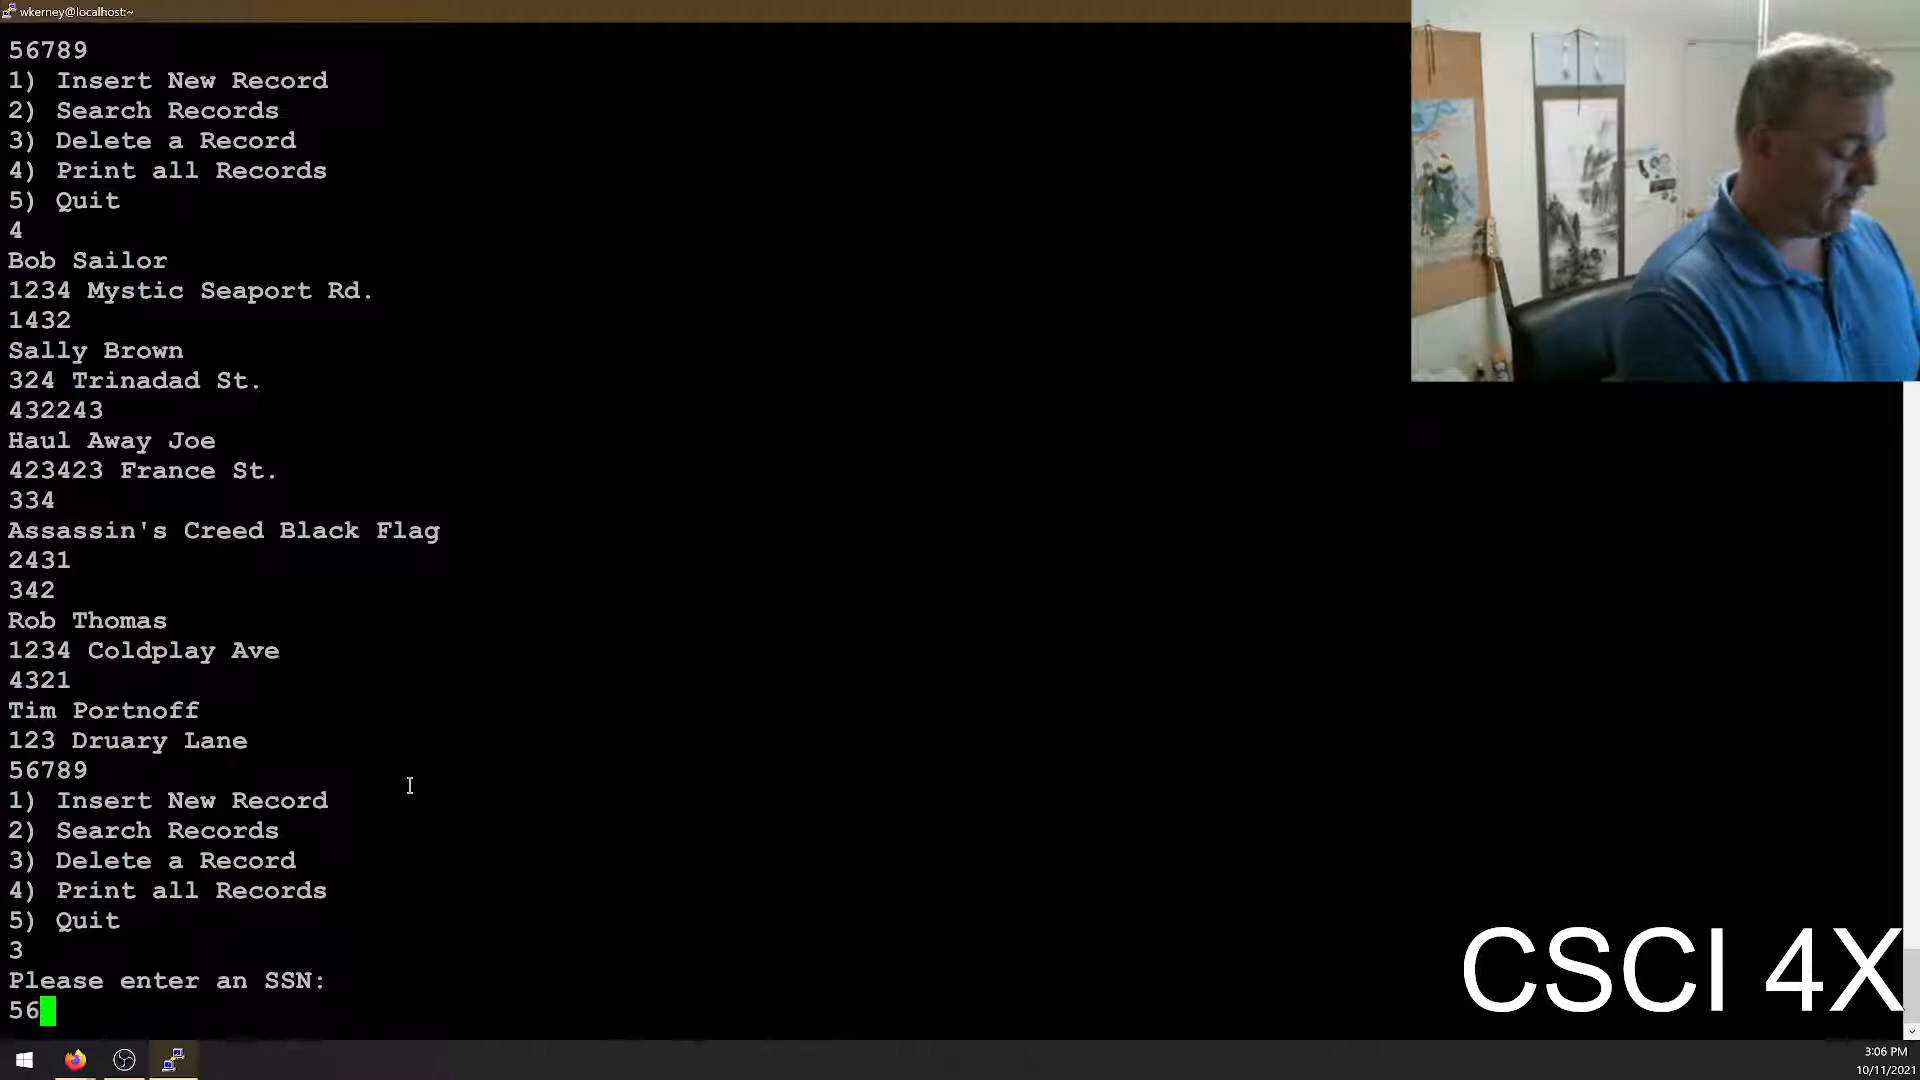 wkerney@localhost:~
56789
1) Insert New Record
2) Search Records
3) Delete a Record
4) Print all Records
5) Quit
4
Bob Sailor
1234 Mystic Seaport Rd.
1432
Sally Brown
324 Trinadad St.
432243
Haul Away Joe
423423 France St.
334
Assassin's Creed Black Flag
2431
342
Rob Thomas
1234 Coldplay Ave
4321
Tim Portnoff
123 Druary Lane
56789
1) Insert New Record
2) Search Records
3) Delete a Record
4) Print all Records
5) Quit
3
Please enter an SSN:
56
CSCI 4X
3:06 PM
10/11/2021